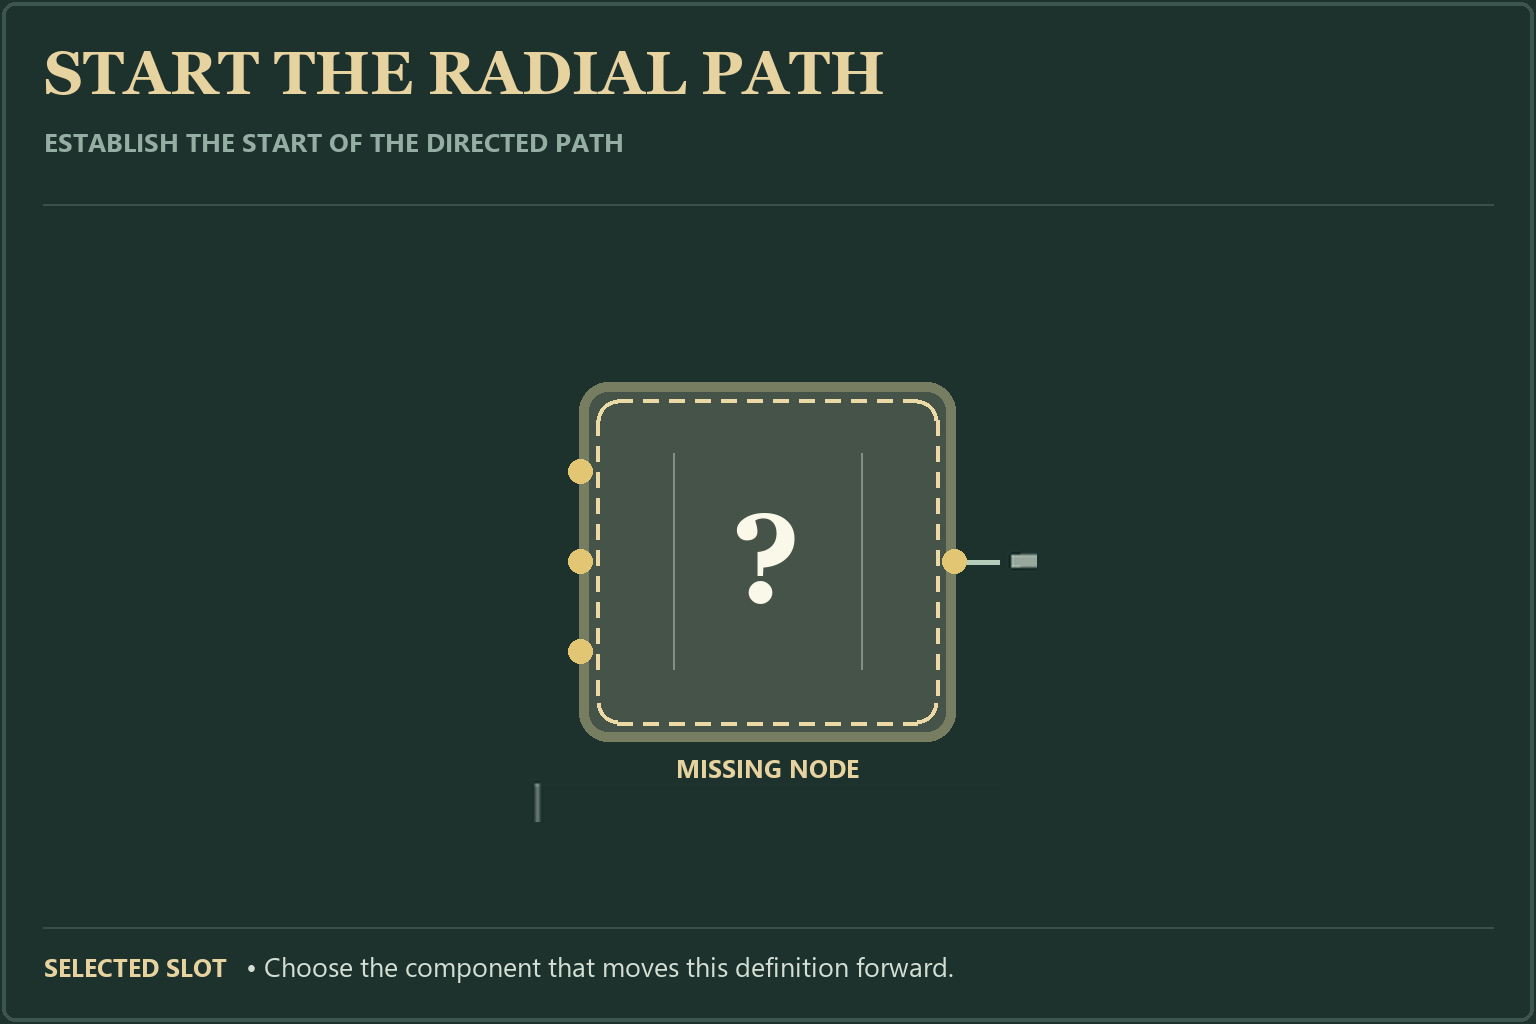 START THE RADIAL PATH
ESTABLISH THE START OF THE DIRECTED PATH
?
MISSING NODE
SELECTED SLOT • Choose the component that moves this definition forward.